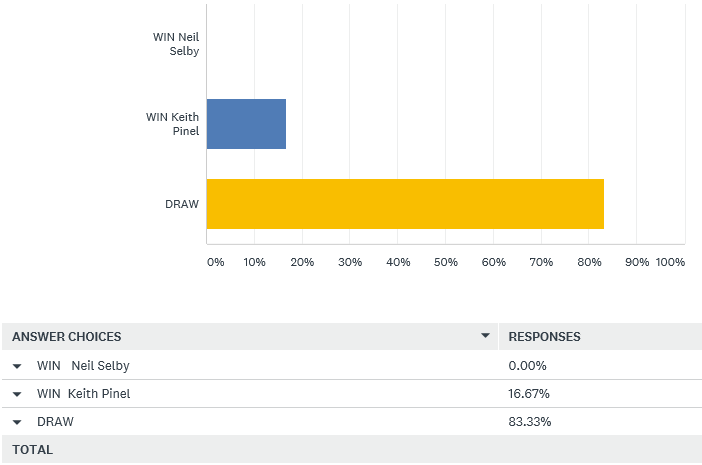 WIN Neil
Selby
WIN Keith
Pinel
DRAW
0% 10% 20% 30% 40% 50% 60% 70% 80% 90% 100%
ANSWER CHOICES RESPONSES
WIN Neil Selby 0.00%
WIN Keith Pinel 16.67%
DRAW 83.33%
TOTAL